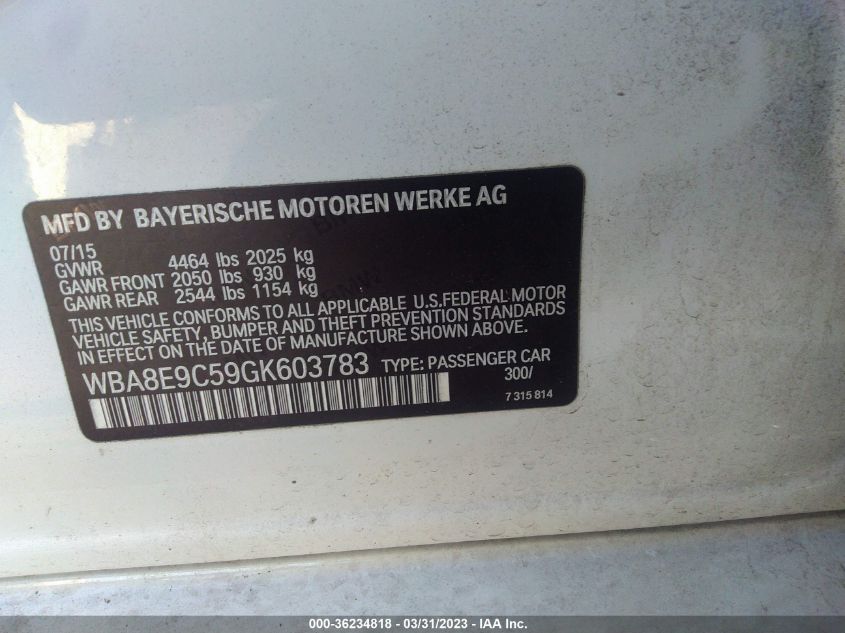 MFD BY BAYERISCHE MOTOREN WERKE AG
07/15
GVWR 4464 lbs 2025 kg
GAWR FRONT 2050 lbs 930 kg
GAWR REAR 2544 lbs 1154 kg
THIS VEHICLE CONFORMS TO ALL APPLICABLE U.S.FEDERAL MOTOR
VEHICLE SAFETY, BUMPER AND THEFT PREVENTION STANDARDS
IN EFFECT ON THE DATE OF MANUFACTURE SHOWN ABOVE.
WBA8E9C59GK603783 TYPE: PASSENGER CAR
300/
7 315 814
000-36234818 - 03/31/2023 - IAA Inc.